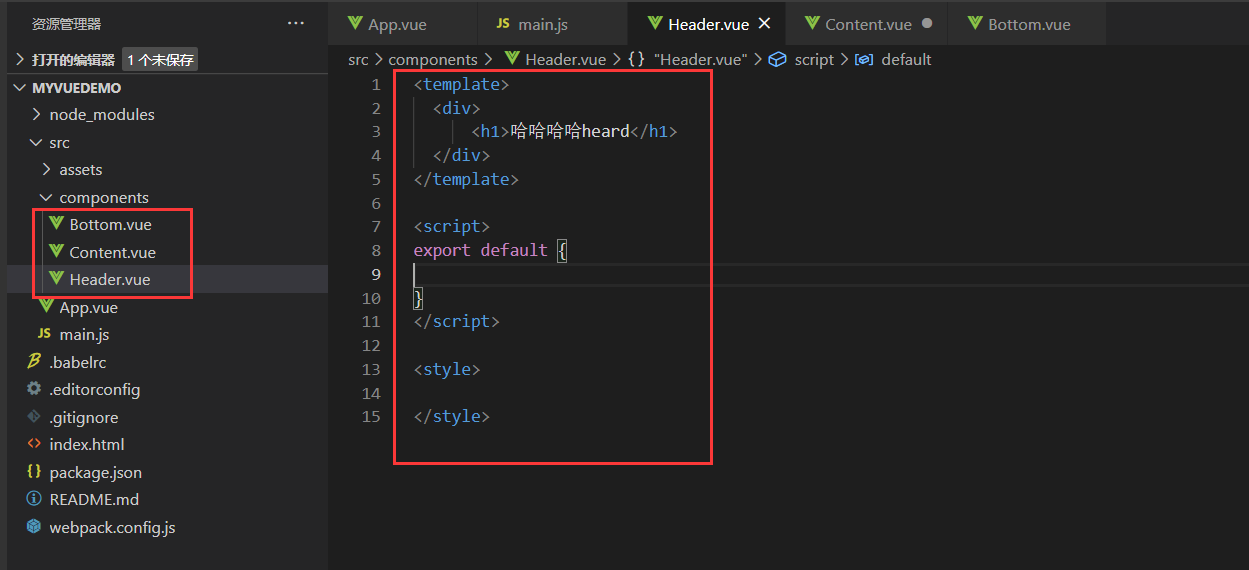 资源管理器
···
App.vue
JS main.js
Header.vue
Content.vue
Bottom.vue
打开的编辑器 1 个未保存
src > components > Header.vue > {} "Header.vue" > script > default
MYVUEDEMO
node_modules
src
assets
components
Bottom.vue
Content.vue
Header.vue
App.vue
JS main.js
.babelrc
.editorconfig
.gitignore
index.html
{} package.json
README.md
webpack.config.js
1 <template>
2 <div>
3 <h1>哈哈哈哈heard</h1>
4 </div>
5 </template>
6
7 <script>
8 export default {
9
10 }
11 </script>
12
13 <style>
14
15 </style>